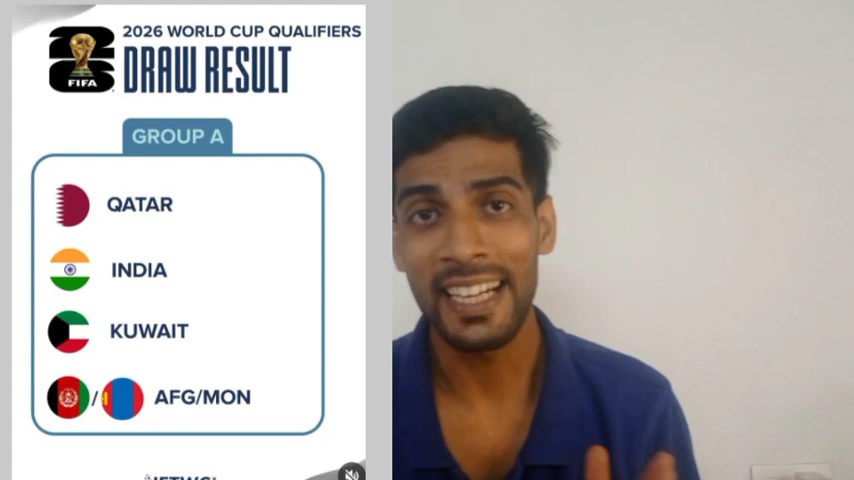 2026 WORLD CUP QUALIFIERS
DRAW RESULT
FIFA
GROUP A
QATAR
INDIA
KUWAIT
/ AFG/MON